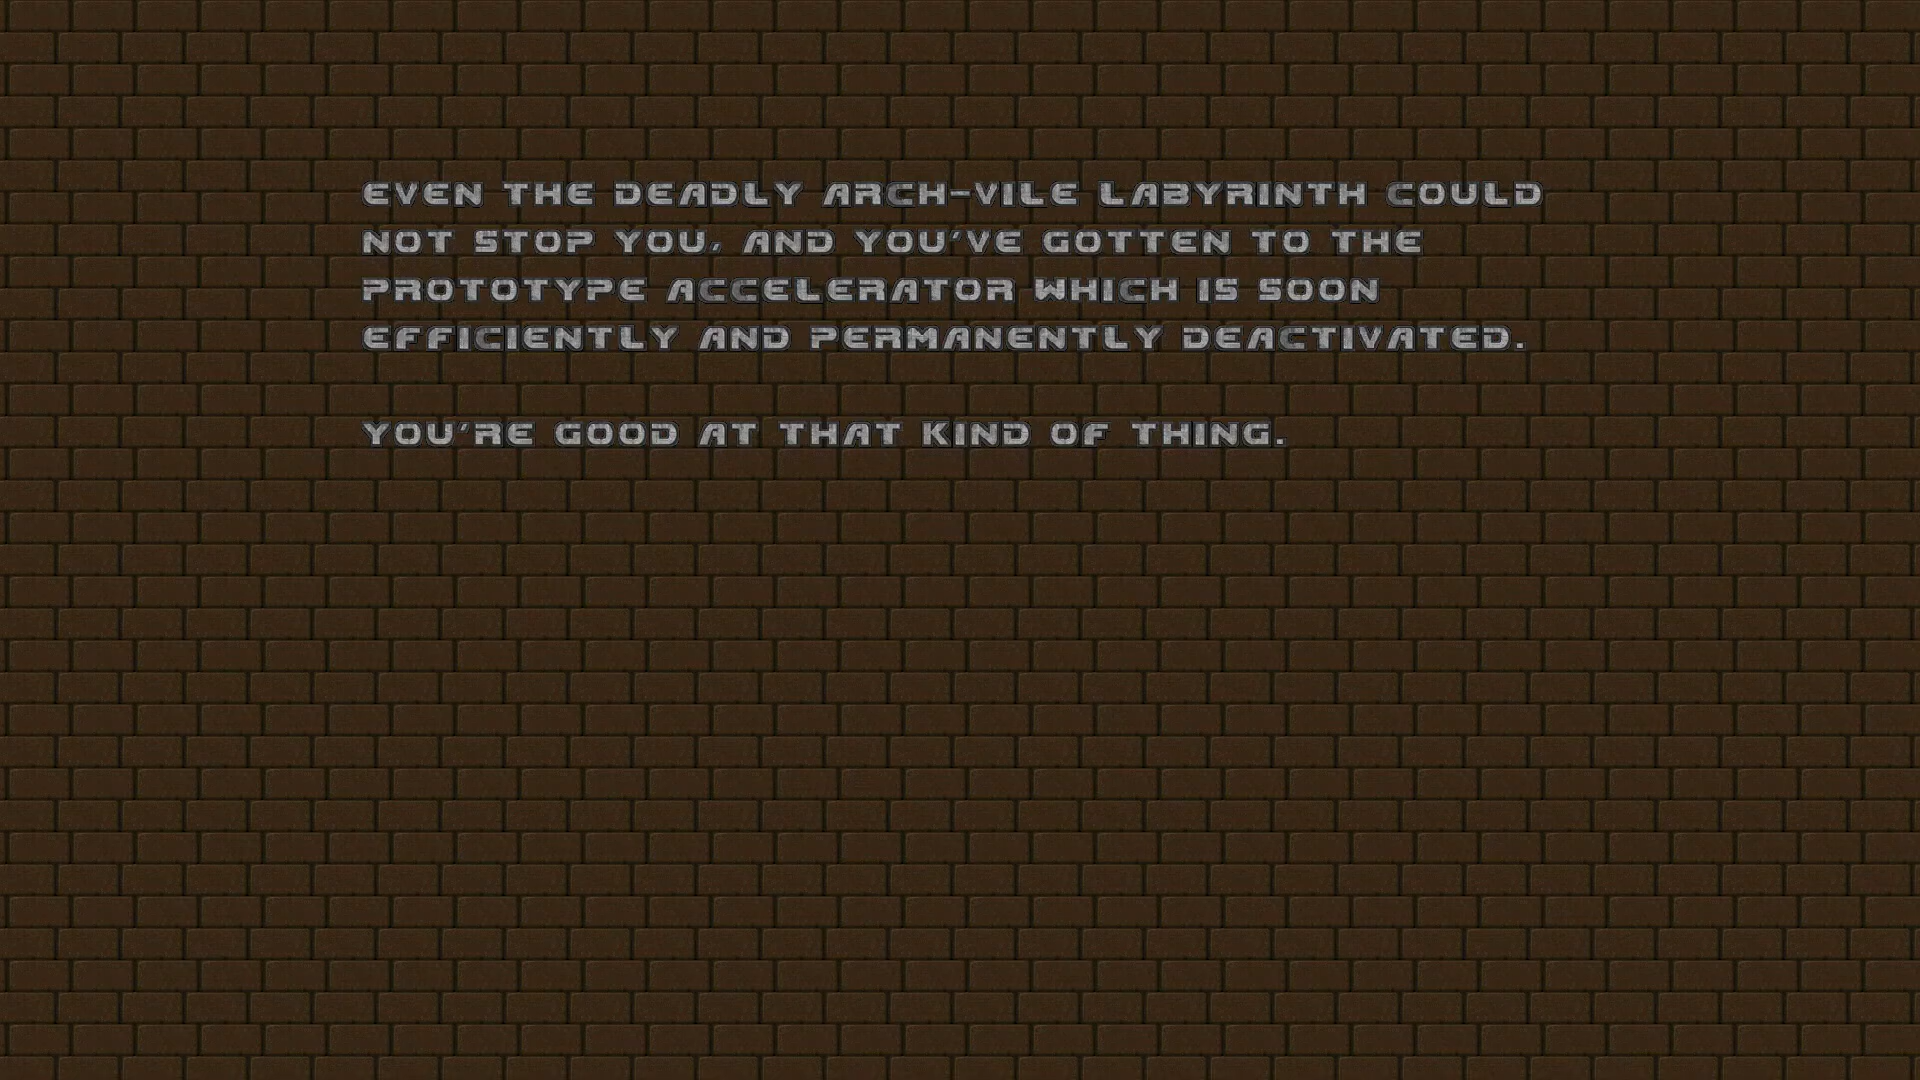 EVEN THE DEADLY ARCH-VILE LABYRINTH COULD
NOT STOP YOU, AND YOU'VE GOTTEN TO THE
PROTOTYPE ACCELERATOR WHICH IS SOON
EFFICIENTLY AND PERMANENTLY DEACTIVATED.
YOU'RE GOOD AT THAT KIND OF THING.